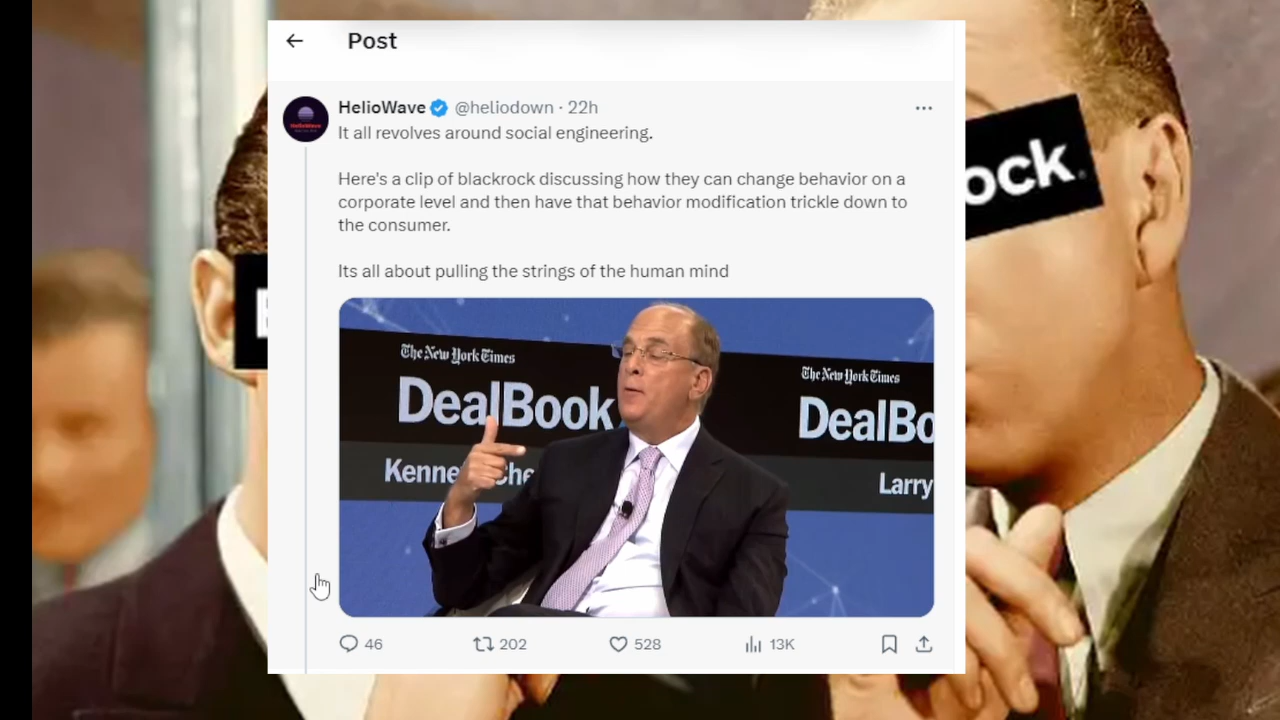 Post
HelioWave @heliodown · 22h
It all revolves around social engineering.
Here's a clip of blackrock discussing how they can change behavior on a
corporate level and then have that behavior modification trickle down to
the consumer.
Its all about pulling the strings of the human mind
The New York Times
DealBook
The New York Times
DealBo
Kenne
che
Larry
ock.
46 202 528 13K